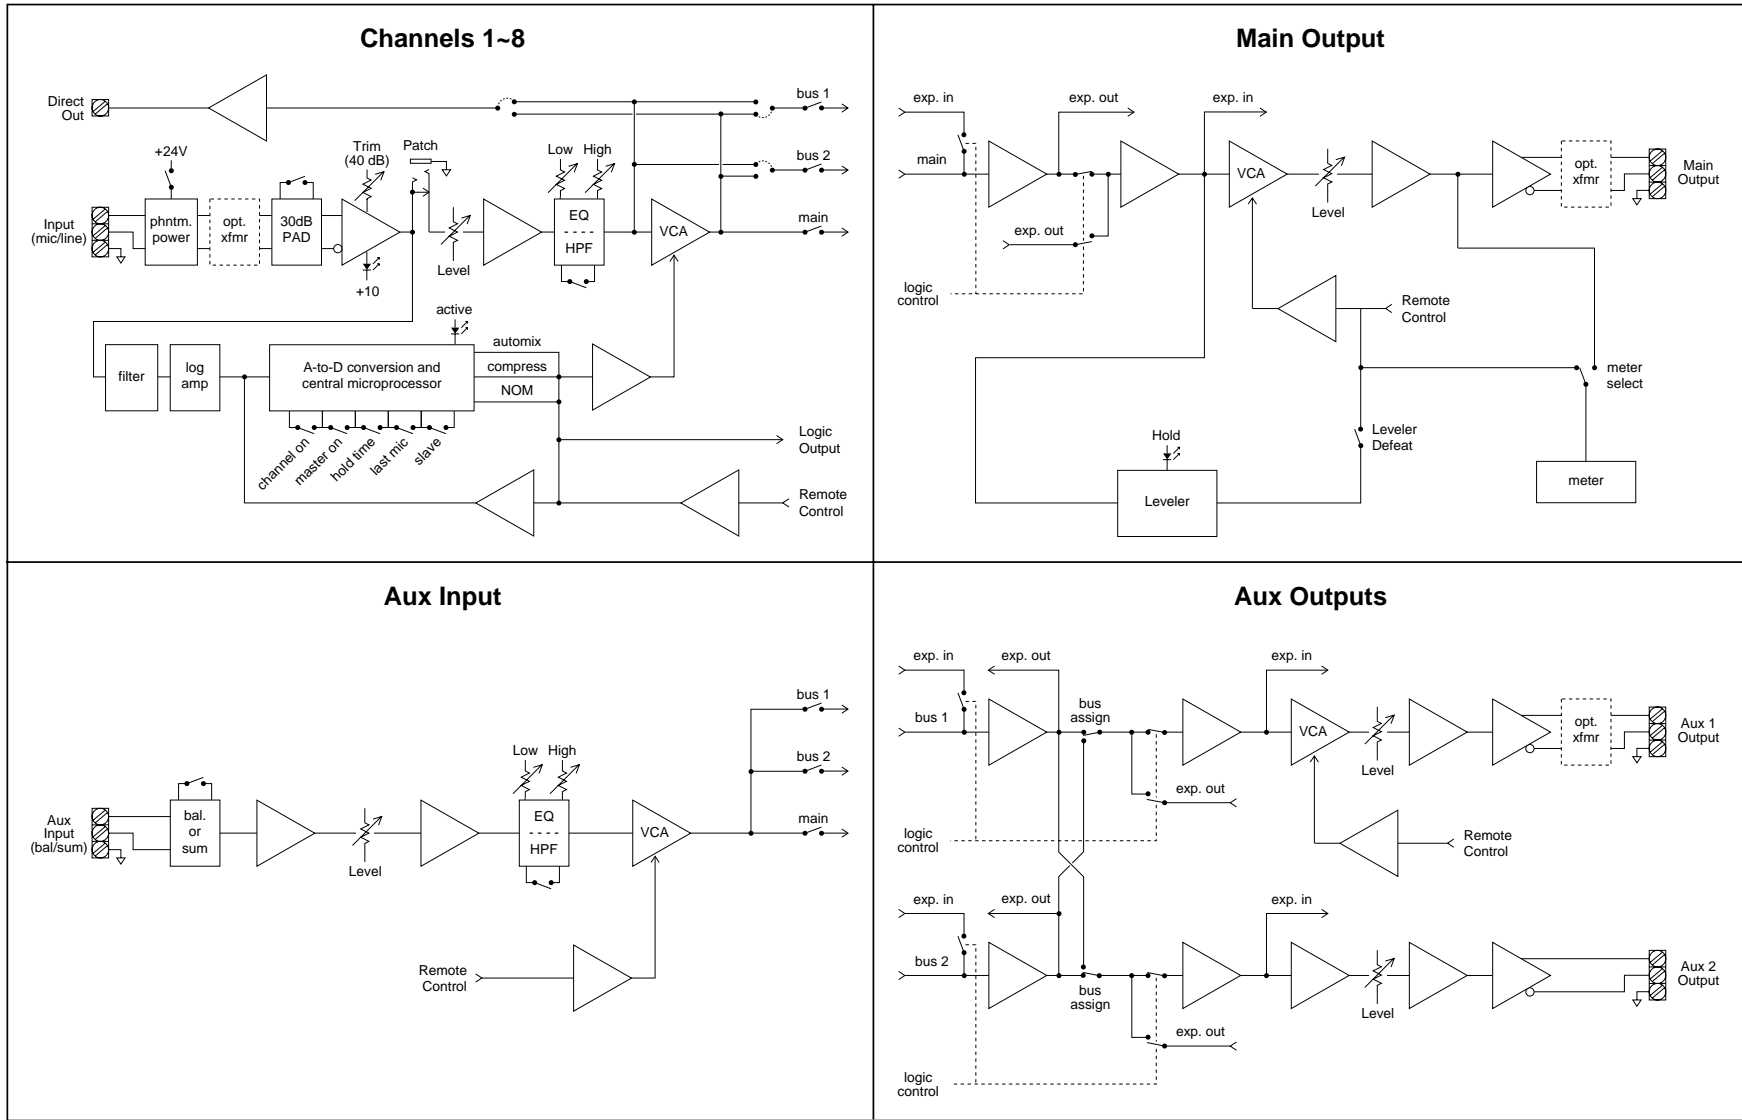 Channels 1~8
Direct
Out
bus 1
+24V
Trim
(40 dB)
Patch
Low
High
bus 2
Input
(mic/line)
phntm.
power
opt.
xfmr
30dB
PAD
+10
Level
EQ
HPF
VCA
main
active
filter
log
amp
A-to-D conversion and
central microprocessor
automix
compress
NOM
channel on
master on
hold time
last mic
slave
Logic
Output
Remote
Control
Main Output
exp. in
exp. out
exp. in
main
VCA
Level
opt.
xfmr
Main
Output
exp. out
logic
control
Remote
Control
meter
select
Leveler
Defeat
Hold
Leveler
meter
Aux Input
bus 1
Low
High
bus 2
Aux
Input
(bal/sum)
bal.
or
sum
Level
EQ
HPF
VCA
main
Remote
Control
Aux Outputs
exp. in
exp. out
exp. in
bus 1
bus
assign
VCA
Level
opt.
xfmr
Aux 1
Output
exp. out
logic
control
Remote
Control
exp. in
exp. out
exp. in
bus 2
bus
assign
Level
Aux 2
Output
exp. out
logic
control